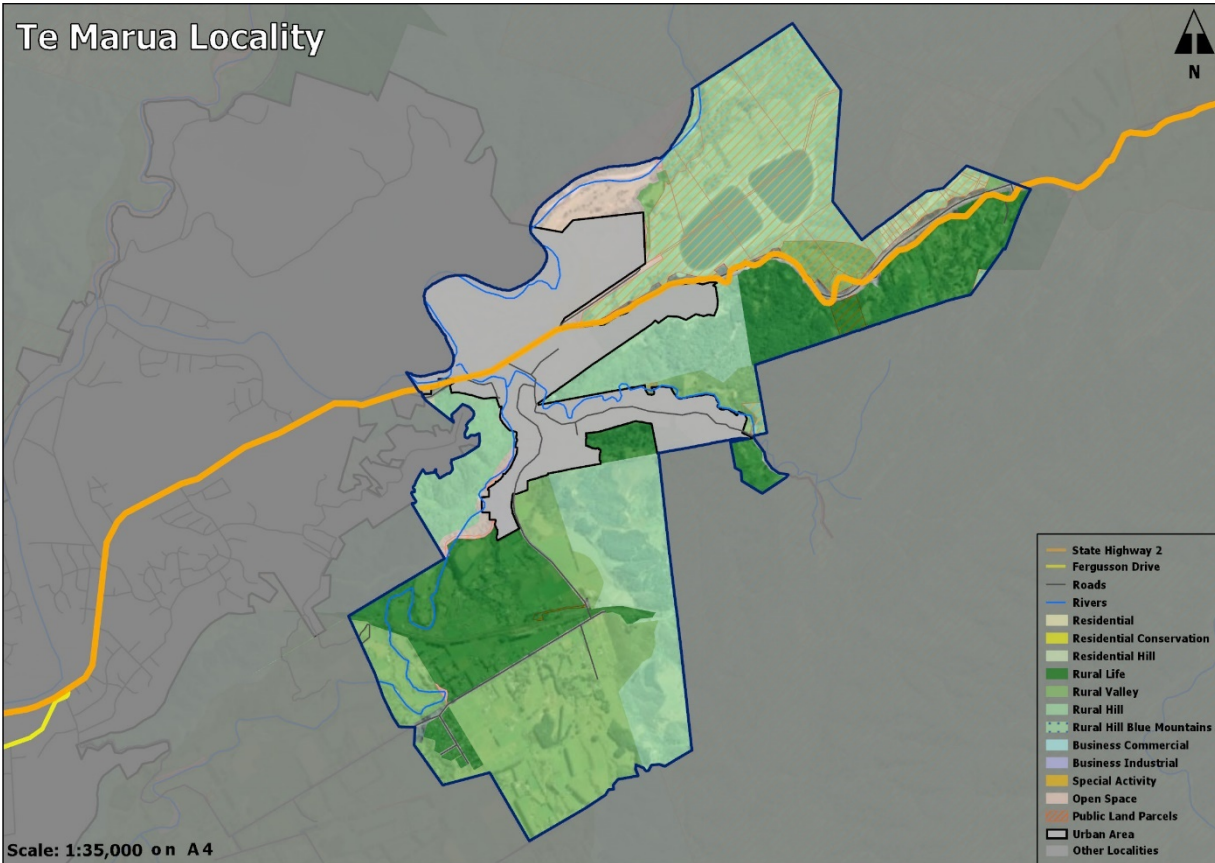 Te Marua Locality
N
State Highway 2
Fergusson Drive
Roads
Rivers
Residential
Residential Conservation
Residential Hill
Rural Life
Rural Valley
Rural Hill
Rural Hill Blue Mountains
Business Commercial
Business Industrial
Special Activity
Open Space
Public Land Parcels
Urban Area
Other Localities
Scale: 1:35,000 on A4